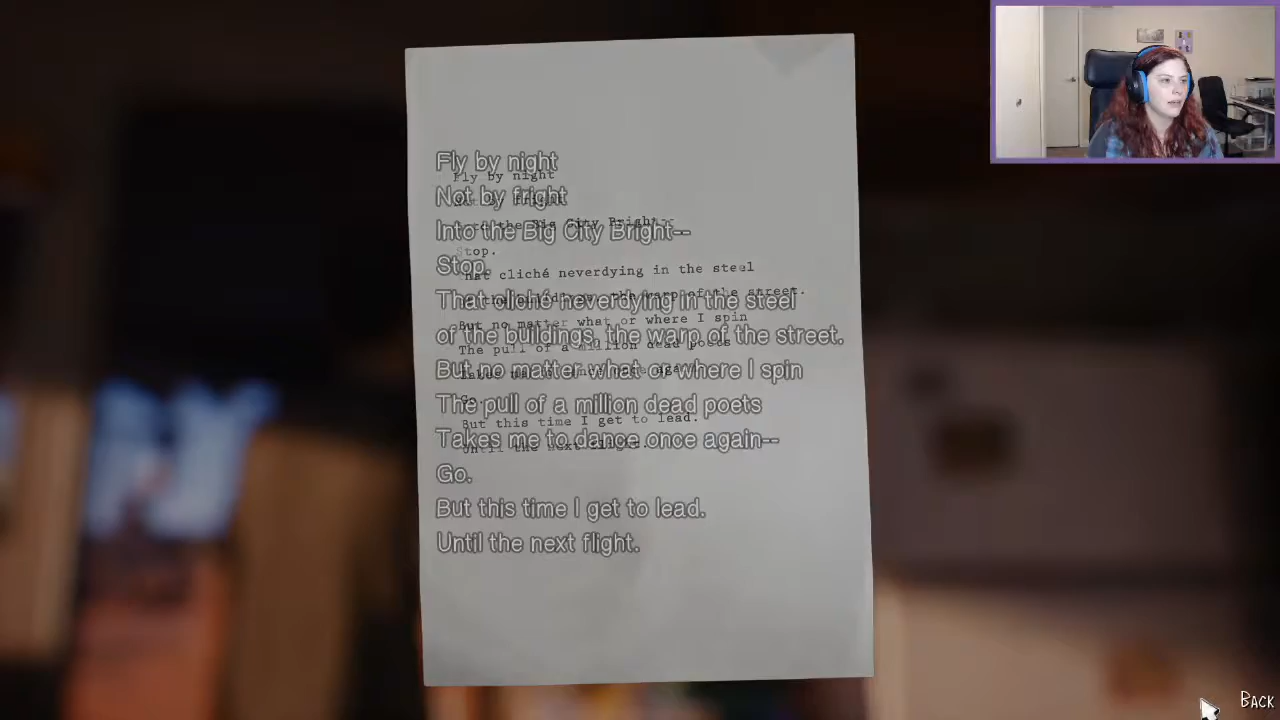 Fly by night
Not by fright
Into the Big City Bright--
Stop.
That cliché neverdying in the steel
of the buildings, the warp of the street.
But no matter what or where I spin
The pull of a million dead poets
Takes me to dance once again--
Go.
But this time I get to lead.
Until the next flight.
Back